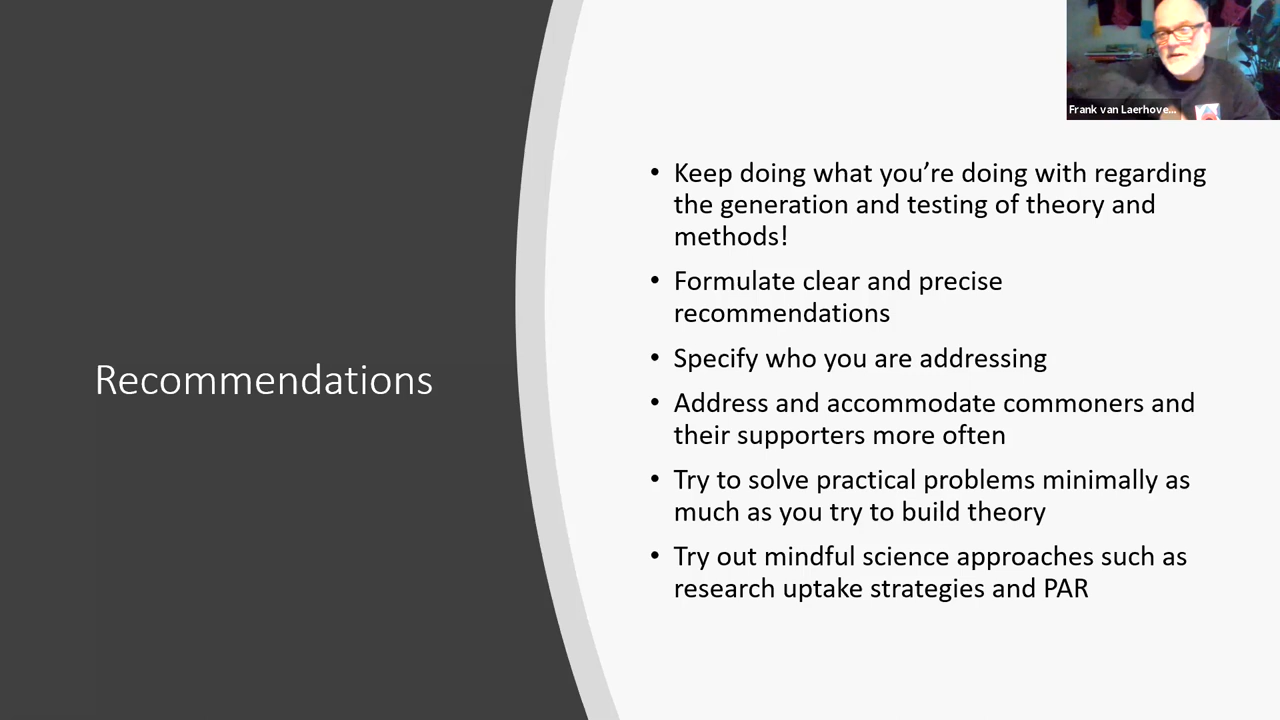 Frank van Laerhove...
Recommendations
• Keep doing what you're doing with regarding
the generation and testing of theory and
methods!
• Formulate clear and precise
recommendations
• Specify who you are addressing
• Address and accommodate commoners and
their supporters more often
• Try to solve practical problems minimally as
much as you try to build theory
• Try out mindful science approaches such as
research uptake strategies and PAR